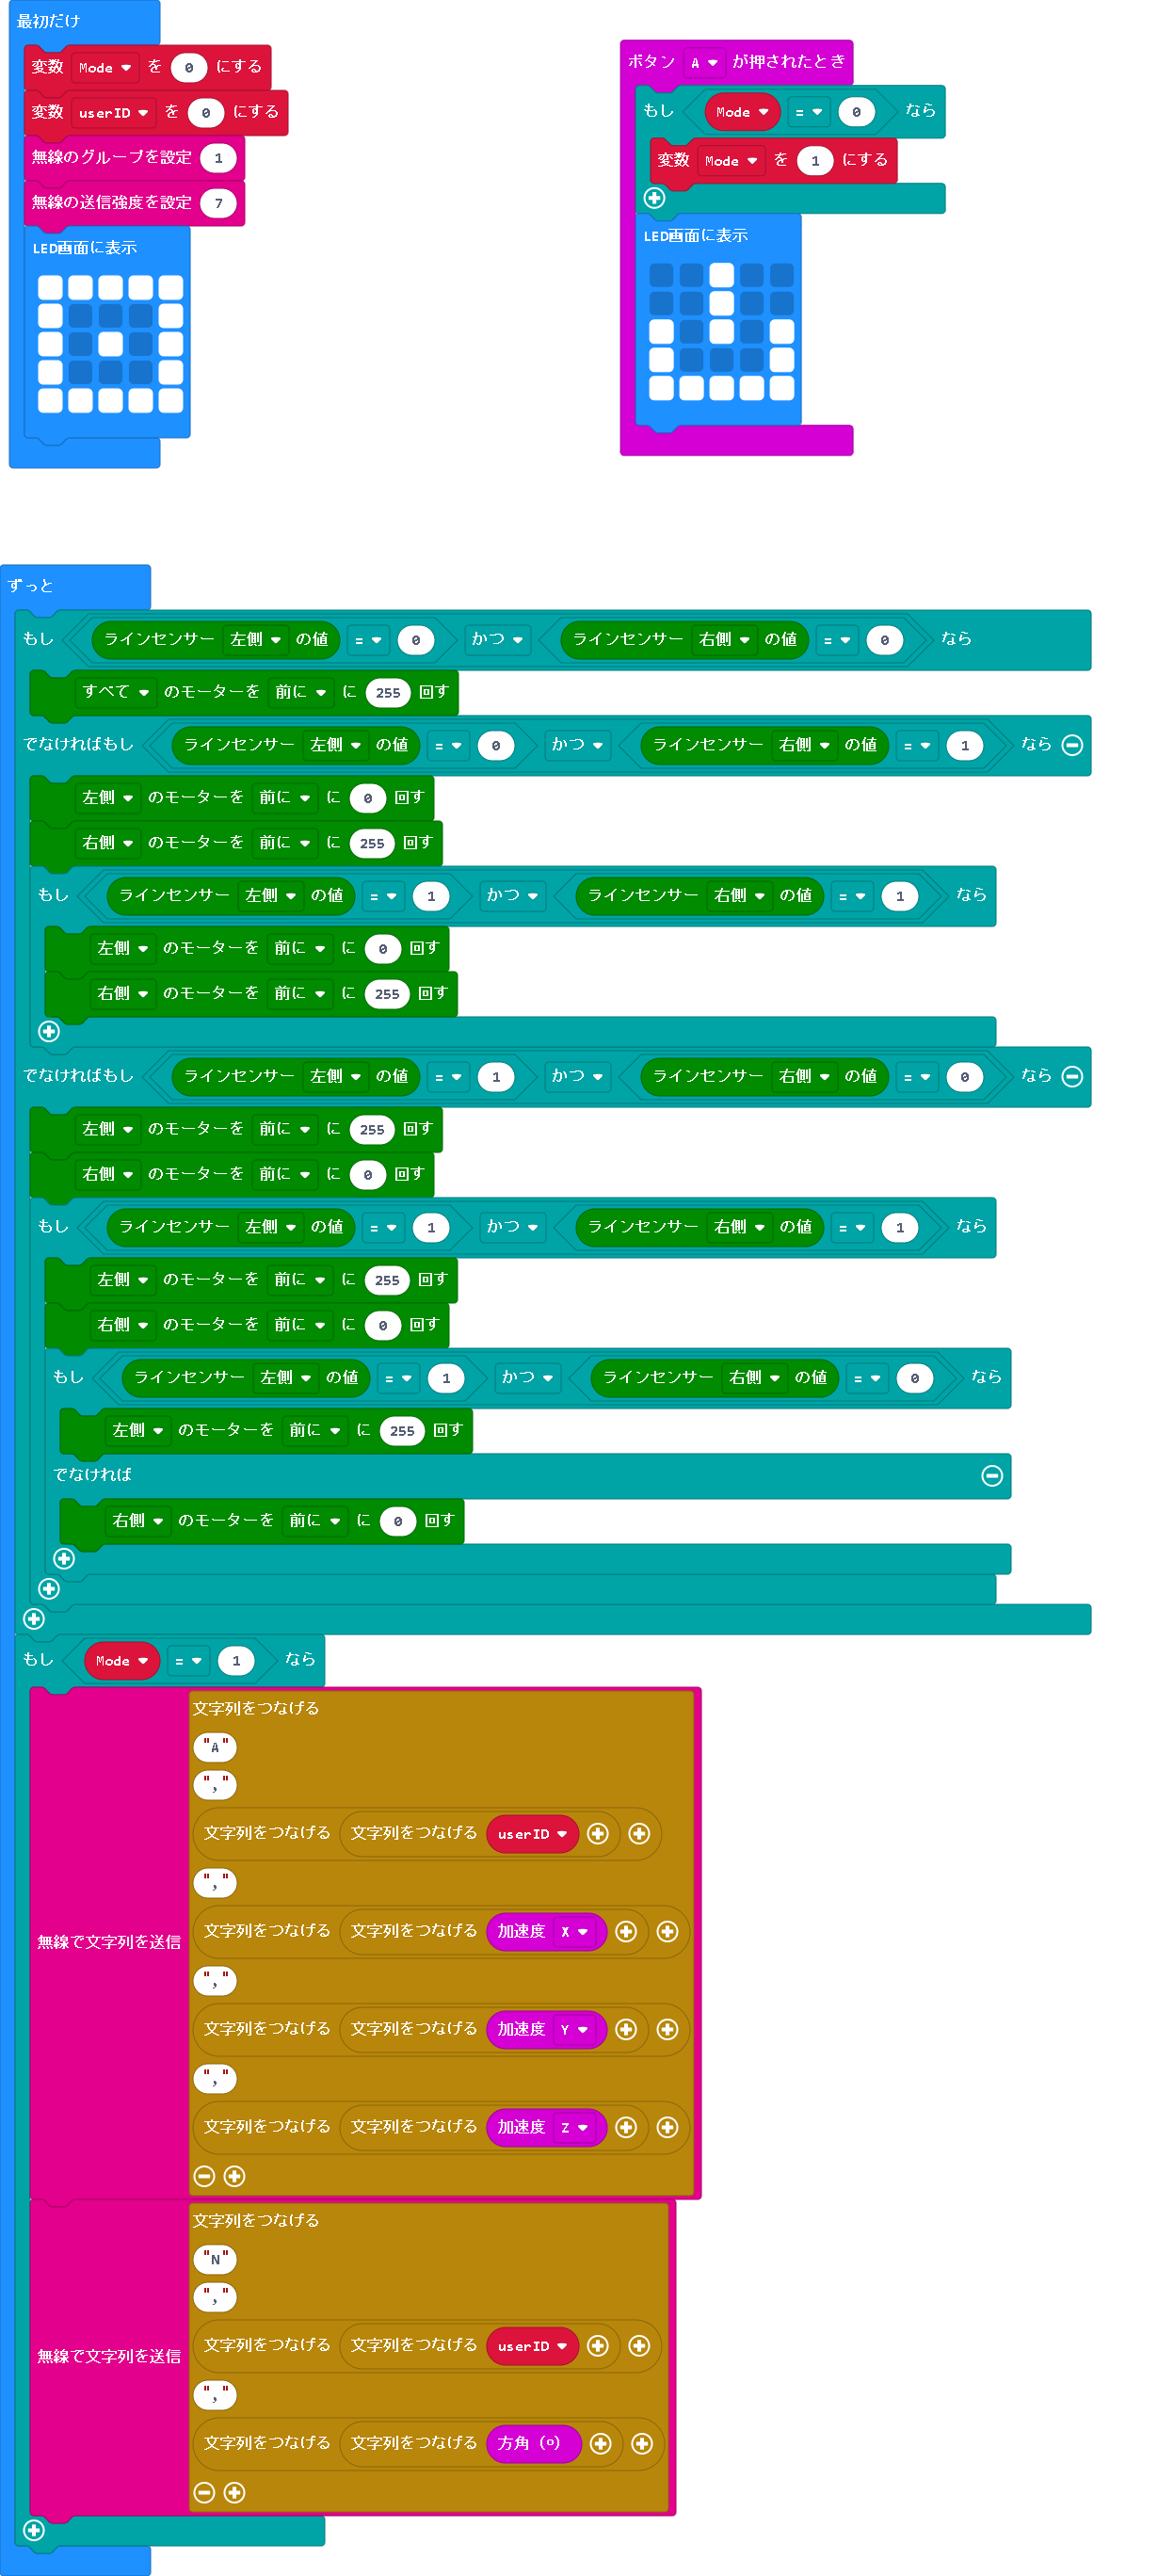 最初だけ
変数 Mode を 0 にする
変数 userID を 0 にする
無線のグループを設定 1
無線の送信強度を設定 7
LED画面に表示
ボタン A が押されたとき
もし Mode = 0 なら
変数 Mode を 1 にする
LED画面に表示
ずっと
もし ラインセンサー 左側 の値 = 0 かつ ラインセンサー 右側 の値 = 0 なら
すべて のモーターを 前に に 255 回す
でなければもし ラインセンサー 左側 の値 = 0 かつ ラインセンサー 右側 の値 = 1 なら
左側 のモーターを 前に に 0 回す
右側 のモーターを 前に に 255 回す
もし ラインセンサー 左側 の値 = 1 かつ ラインセンサー 右側 の値 = 1 なら
左側 のモーターを 前に に 0 回す
右側 のモーターを 前に に 255 回す
でなければもし ラインセンサー 左側 の値 = 1 かつ ラインセンサー 右側 の値 = 0 なら
左側 のモーターを 前に に 255 回す
右側 のモーターを 前に に 0 回す
もし ラインセンサー 左側 の値 = 1 かつ ラインセンサー 右側 の値 = 1 なら
左側 のモーターを 前に に 255 回す
右側 のモーターを 前に に 0 回す
もし ラインセンサー 左側 の値 = 1 かつ ラインセンサー 右側 の値 = 0 なら
左側 のモーターを 前に に 255 回す
でなければ
右側 のモーターを 前に に 0 回す
もし Mode = 1 なら
文字列をつなげる
"A"
","
文字列をつなげる 文字列をつなげる userID
","
文字列をつなげる 文字列をつなげる 加速度 X
無線で文字列を送信
","
文字列をつなげる 文字列をつなげる 加速度 Y
","
文字列をつなげる 文字列をつなげる 加速度 Z
文字列をつなげる
"N"
","
文字列をつなげる 文字列をつなげる userID
無線で文字列を送信
","
文字列をつなげる 文字列をつなげる 方角 (°)